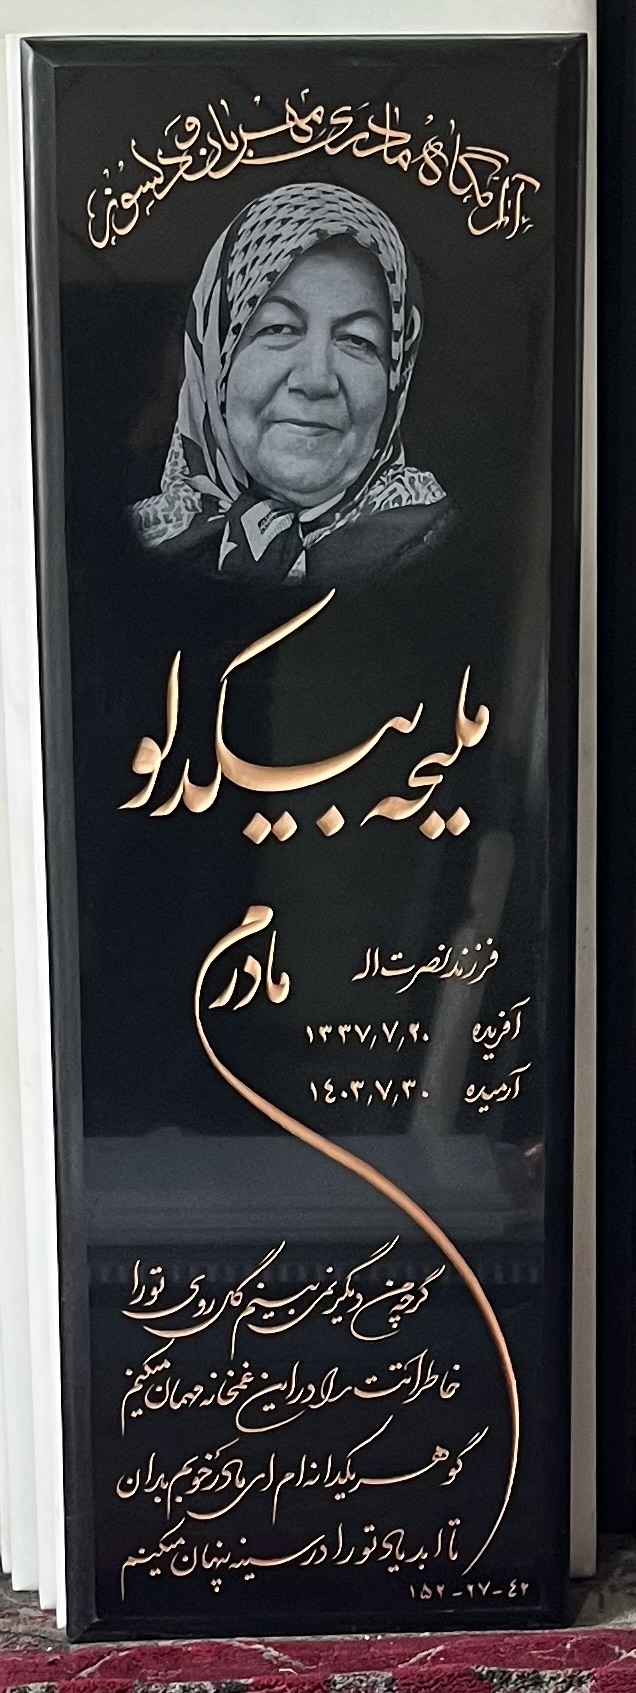 آرامگاه مادری مهربان و دلسوز
ملیحه بیگدلو
مادرم
فرزند نصرت اله
آفریده ۱۳۳۷٫۷٫۲۰
آرمیده ۱۴۰۳٫۷٫۳۰
گرچه من دیگر نمی بینم گل روی تو را
خاطراتت را در این غمخانه مهمان میکنم
گوهر یکدانه ام ای مادر خوبم بدان
تا ابد یاد تو را در سینه پنهان میکنم
۱۵۲-۲۷-۴۲